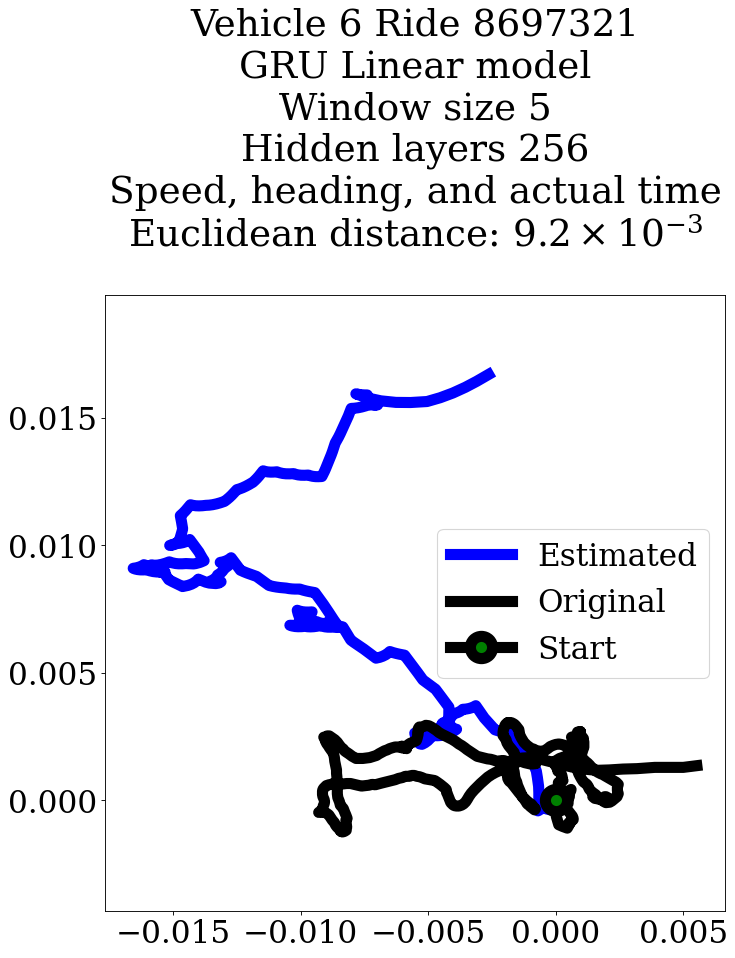 Vehicle 6 Ride 8697321
GRU Linear model
Window size 5
Hidden layers 256
Speed, heading, and actual time
Euclidean distance: 9.2 × 10⁻³
0.015
0.010
0.005
0.000
Estimated
Original
Start
−0.015
−0.010
−0.005
0.000
0.005